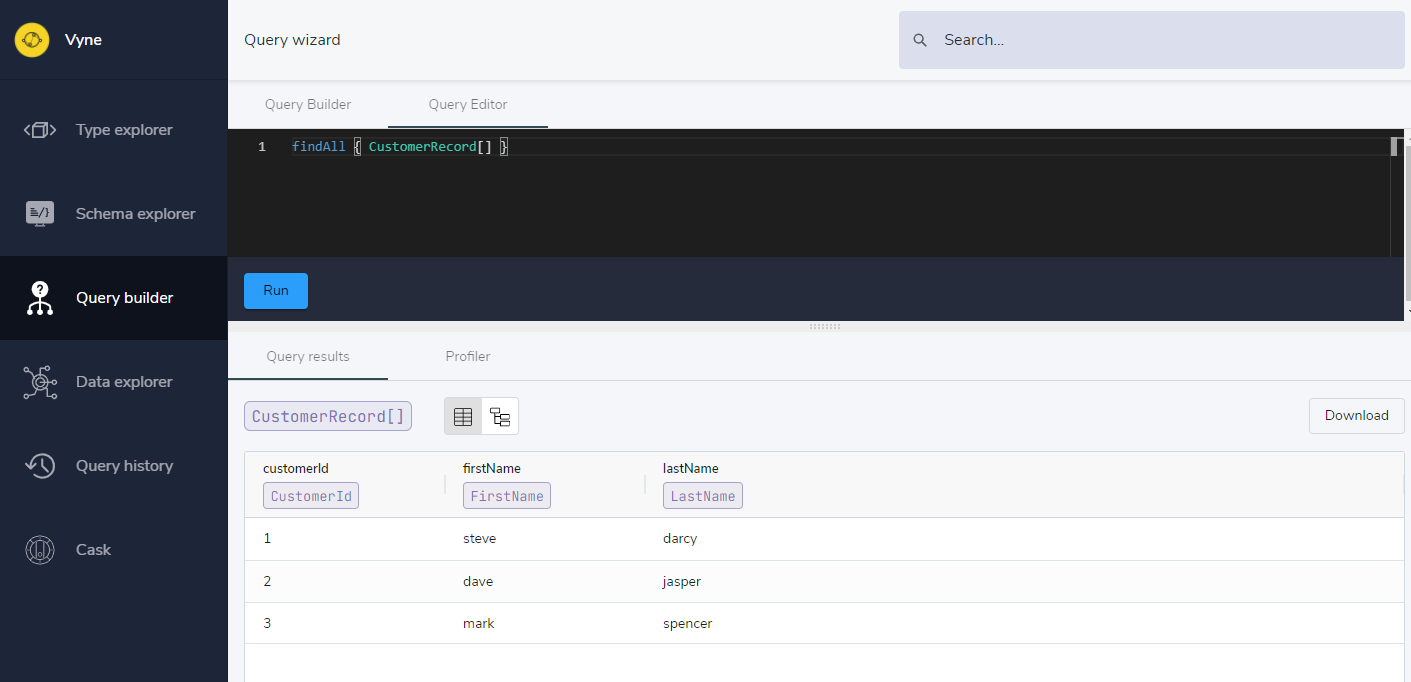 Vyne
Query wizard
Search...
Type explorer
Schema explorer
Query builder
Data explorer
Query history
Cask
Query Builder
Query Editor
1 findAll { CustomerRecord[] }
Run
Query results
Profiler
CustomerRecord[]
Download
customerId firstName lastName
CustomerId FirstName LastName
1 steve darcy
2 dave jasper
3 mark spencer